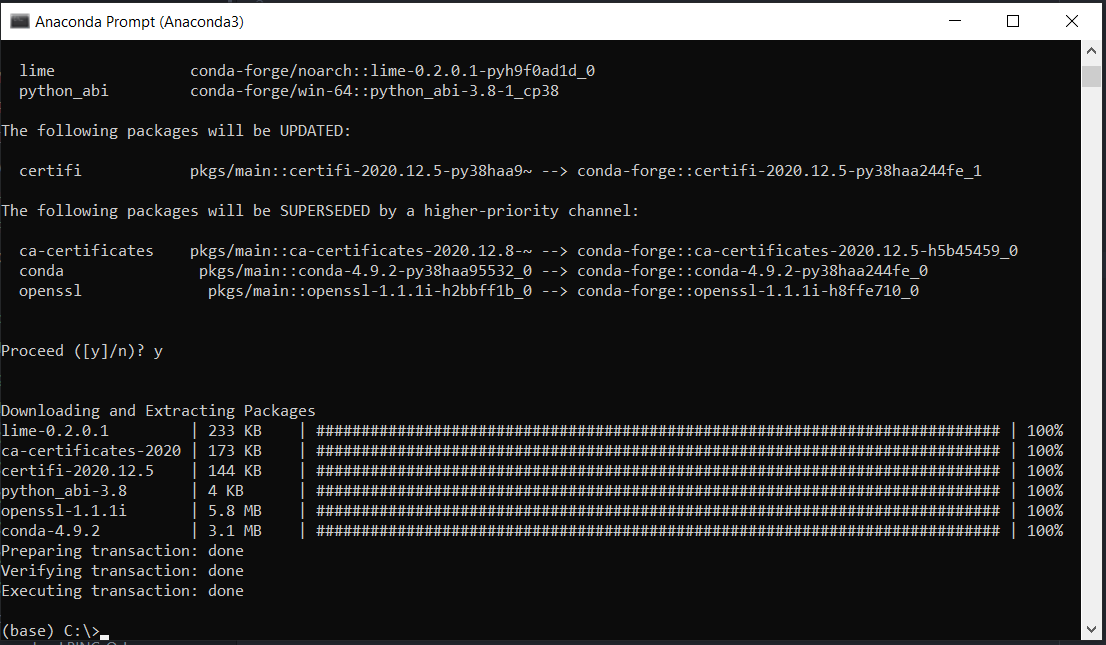 Anaconda Prompt (Anaconda3)
lime conda-forge/noarch::lime-0.2.0.1-pyh9f0ad1d_0
python_abi conda-forge/win-64::python_abi-3.8-1_cp38
The following packages will be UPDATED:
certifi pkgs/main::certifi-2020.12.5-py38haa9~ --> conda-forge::certifi-2020.12.5-py38haa244fe_1
The following packages will be SUPERSEDED by a higher-priority channel:
ca-certificates pkgs/main::ca-certificates-2020.12.8-~ --> conda-forge::ca-certificates-2020.12.5-h5b45459_0
conda pkgs/main::conda-4.9.2-py38haa95532_0 --> conda-forge::conda-4.9.2-py38haa244fe_0
openssl pkgs/main::openssl-1.1.1i-h2bbff1b_0 --> conda-forge::openssl-1.1.1i-h8ffe710_0
Proceed ([y]/n)? y
Downloading and Extracting Packages
lime-0.2.0.1 | 233 KB | ############################################################################ | 100%
ca-certificates-2020 | 173 KB | ############################################################################ | 100%
certifi-2020.12.5 | 144 KB | ############################################################################ | 100%
python_abi-3.8 | 4 KB | ############################################################################ | 100%
openssl-1.1.1i | 5.8 MB | ############################################################################ | 100%
conda-4.9.2 | 3.1 MB | ############################################################################ | 100%
Preparing transaction: done
Verifying transaction: done
Executing transaction: done
(base) C:\>